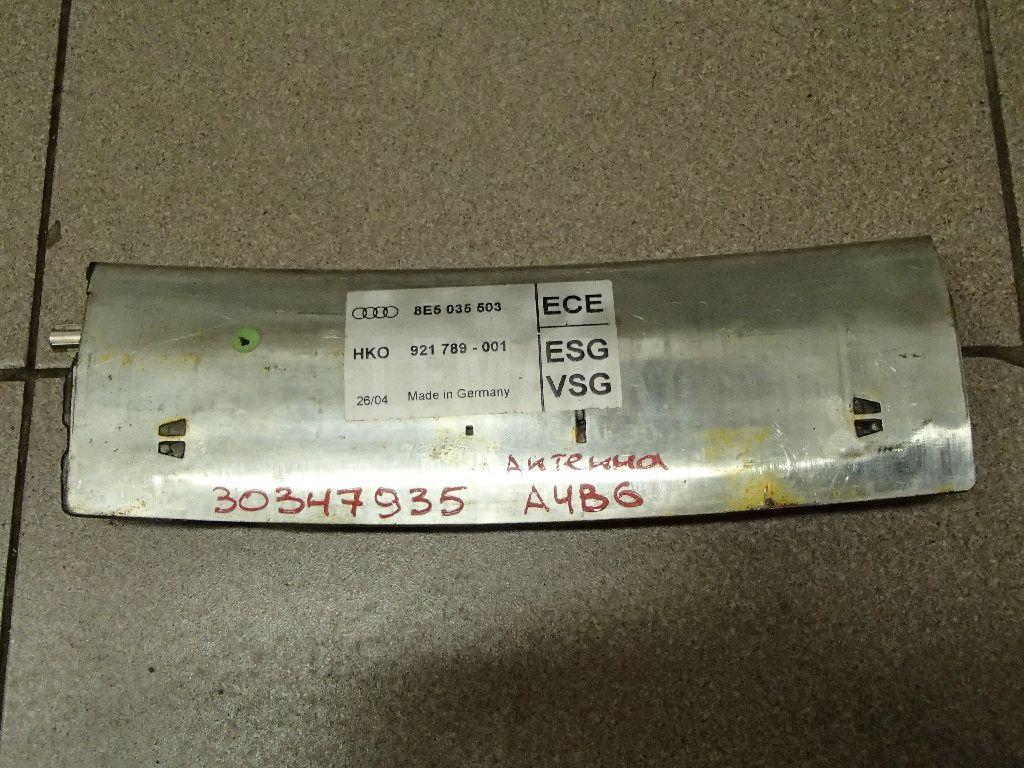 8E5 035 503
ECE
HKO 921 789 - 001
ESG
VSG
26/04 Made in Germany
Антенна
30347935 A4B6